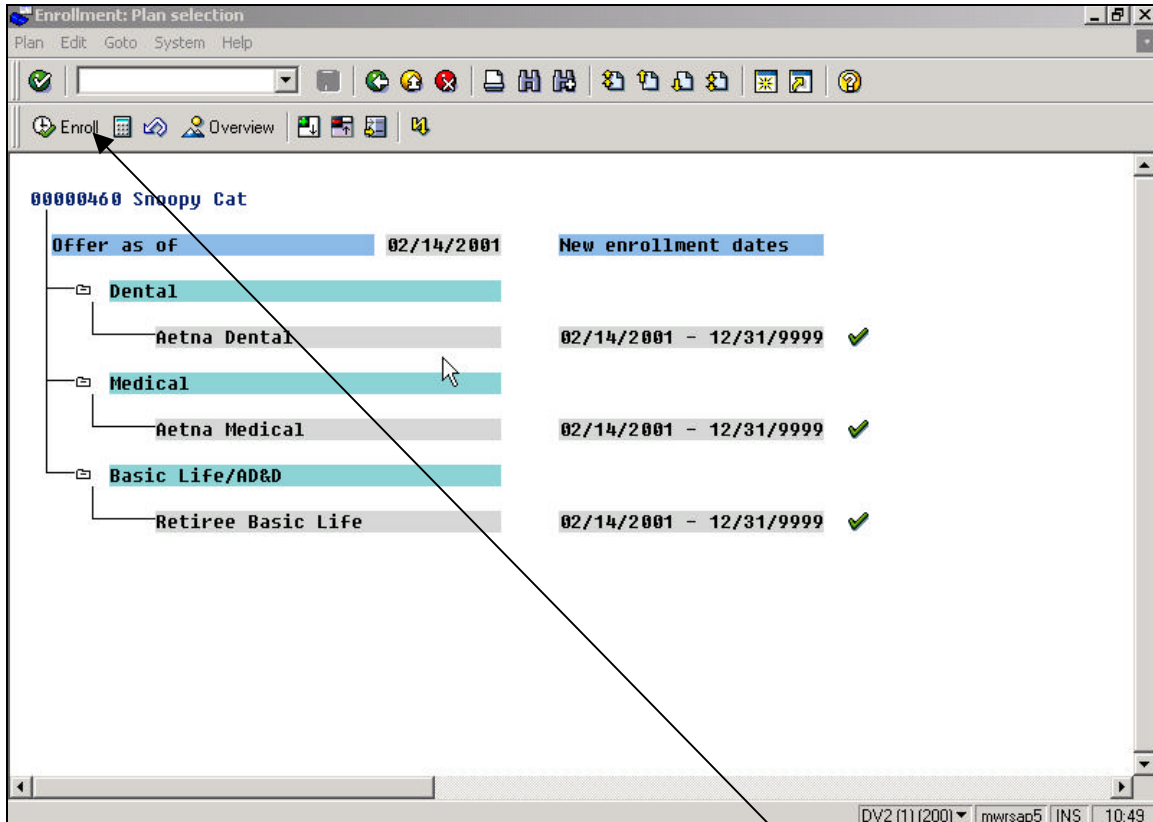 Enrollment: Plan selection
Plan Edit Goto System Help
Enroll Overview
00000460 Snoopy Cat
Offer as of 02/14/2001 New enrollment dates
Dental
Aetna Dental 02/14/2001 - 12/31/9999
Medical
Aetna Medical 02/14/2001 - 12/31/9999
Basic Life/AD&D
Retiree Basic Life 02/14/2001 - 12/31/9999
DV2 (1) (200) mwrsap5 INS 10:49